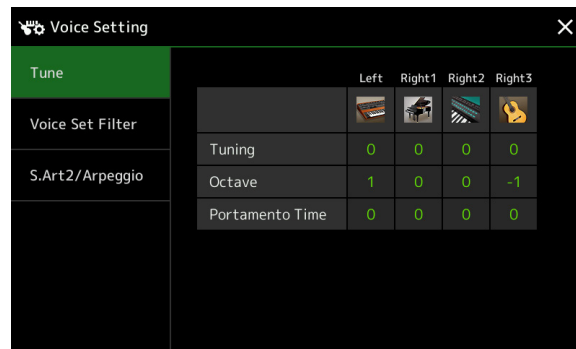 Voice Setting
Tune
Voice Set Filter
S.Art2/Arpeggio
Left Right1 Right2 Right3
Tuning 0 0 0 0
Octave 1 0 0 -1
Portamento Time 0 0 0 0